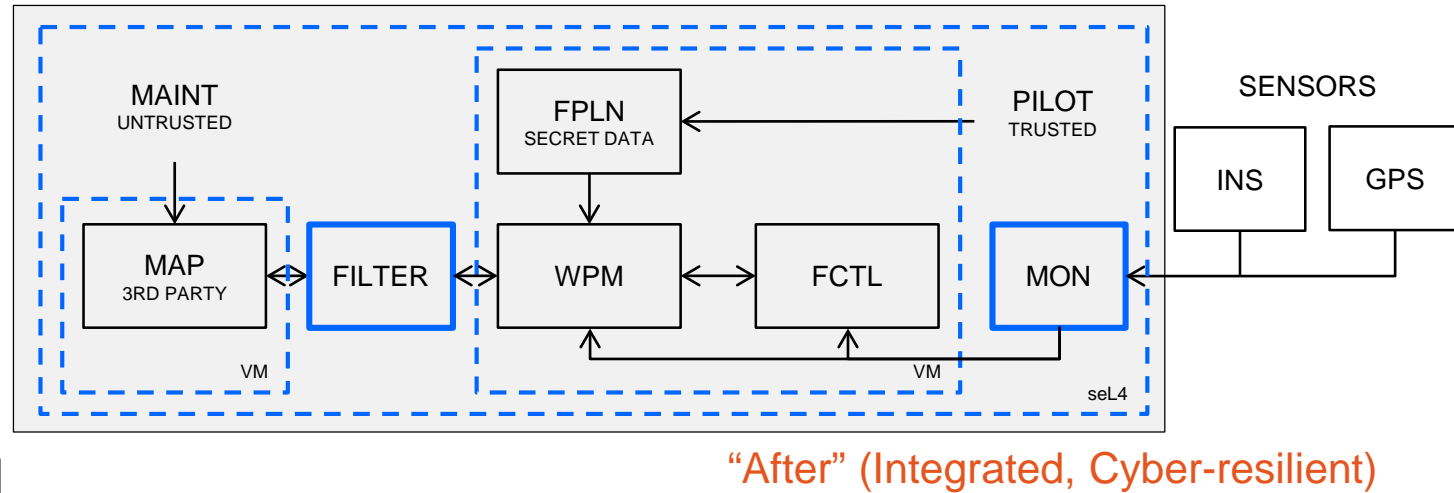 MAINT
UNTRUSTED
FPLN
SECRET DATA
PILOT
TRUSTED
SENSORS
INS
GPS
MAP
3RD PARTY
FILTER
WPM
FCTL
MON
VM
VM
seL4
“After” (Integrated, Cyber-resilient)